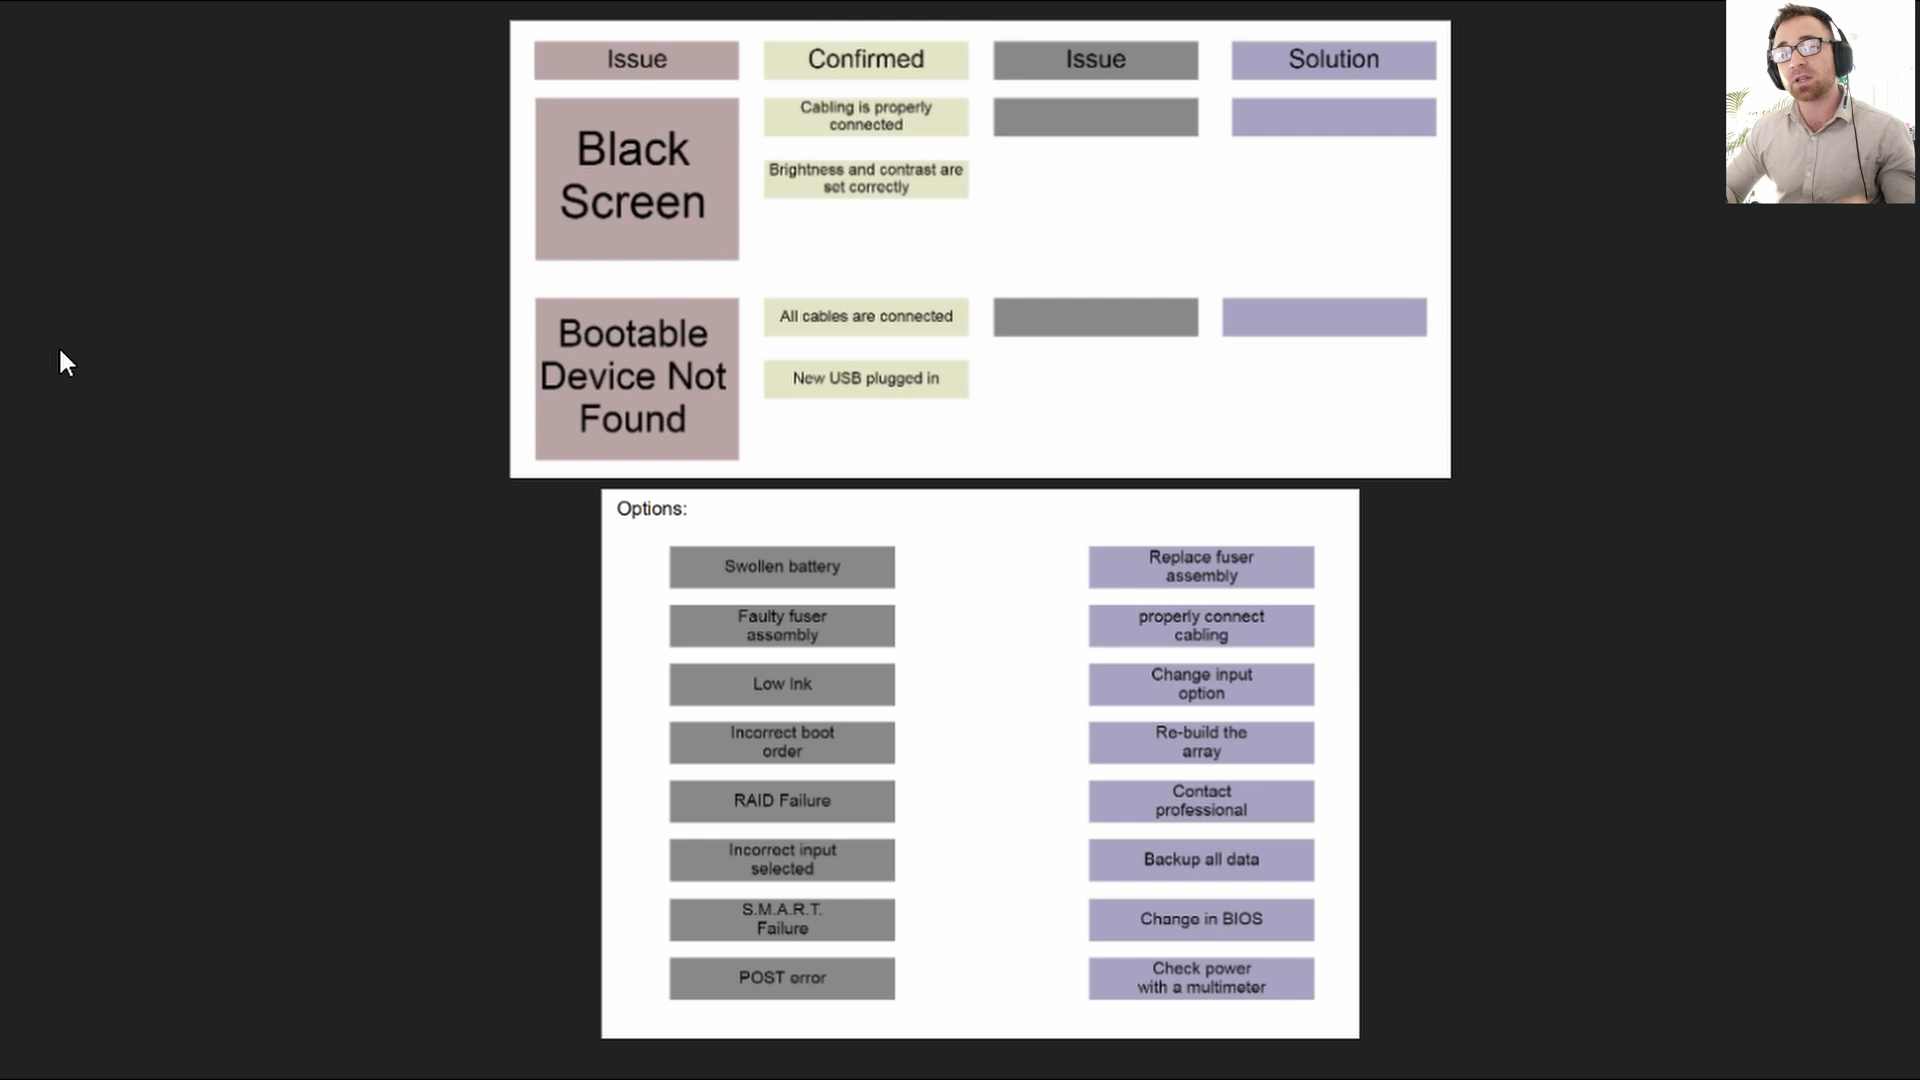 Issue
Confirmed
Issue
Solution
Black
Screen
Cabling is properly
connected
Brightness and contrast are
set correctly
Bootable
Device Not
Found
All cables are connected
New USB plugged in
Options:
Swollen battery
Faulty fuser
assembly
Low Ink
Incorrect boot
order
RAID Failure
Incorrect input
selected
S.M.A.R.T.
Failure
POST error
Replace fuser
assembly
properly connect
cabling
Change input
option
Re-build the
array
Contact
professional
Backup all data
Change in BIOS
Check power
with a multimeter